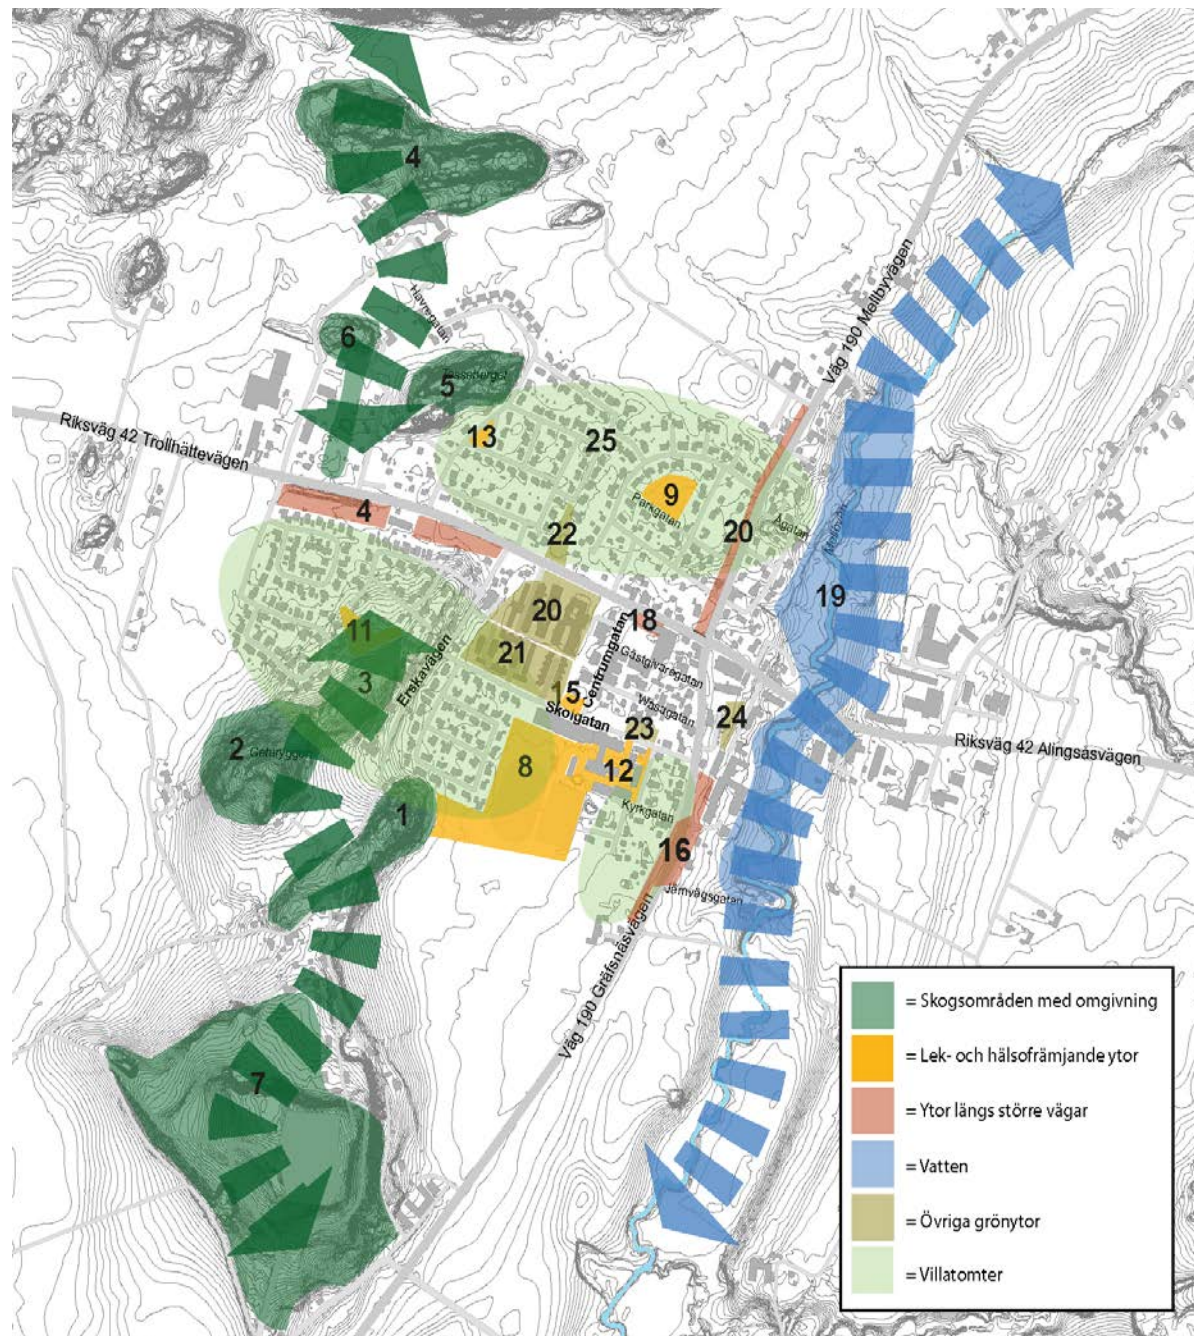 4
Havregatan
6
Tåsseberget
5
Väg 190 Mellbyvägen
Riksväg 42 Trollhättevägen
13
25
9
Parkgatan
4
22
20
Ågatan
Mellbyån
20
18
19
11
21
Centrumgatan
Gästgivaregatan
3
Erskavägen
15
Wasagatan
Skolgatan
23
24
2
Getaryggen
8
12
Riksväg 42 Alingsåsvägen
1
Kyrkgatan
16
Järnvägsgatan
Väg 190 Gräfsnäsvägen
7
= Skogsområden med omgivning
= Lek- och hälsofrämjande ytor
= Ytor längs större vägar
= Vatten
= Övriga grönytor
= Villatomter